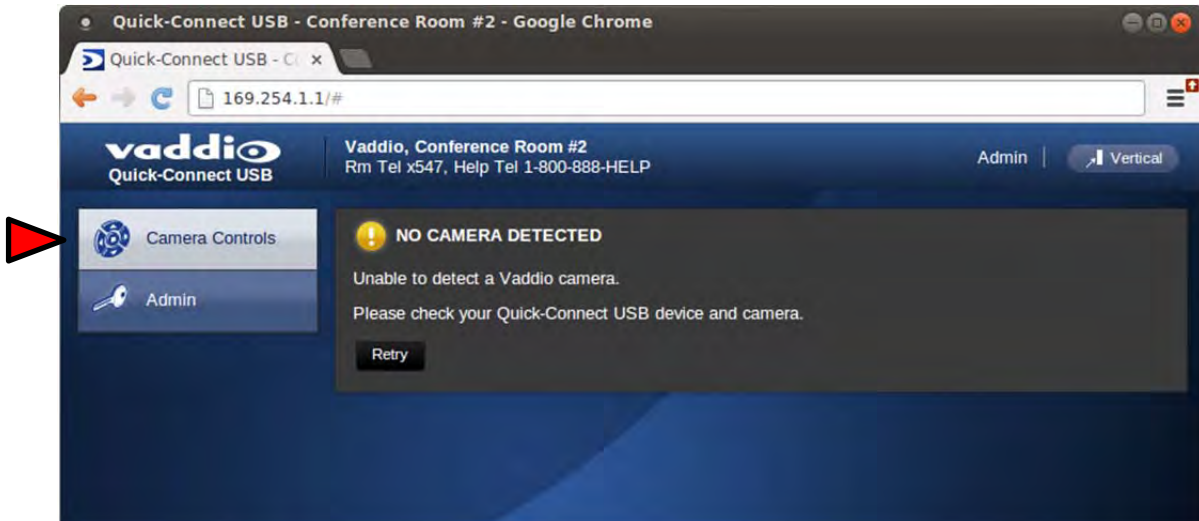 Quick-Connect USB - Conference Room #2 - Google Chrome
Quick-Connect USB - C
169.254.1.1/#
vaddio
Quick-Connect USB
Vaddio, Conference Room #2
Rm Tel x547, Help Tel 1-800-888-HELP
Admin
Vertical
Camera Controls
Admin
NO CAMERA DETECTED
Unable to detect a Vaddio camera.
Please check your Quick-Connect USB device and camera.
Retry